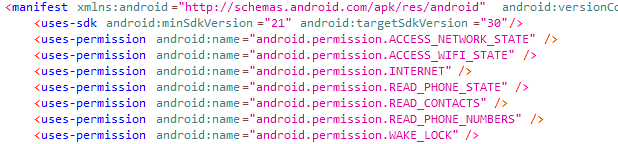 <manifest xmlns:android="http://schemas.android.com/apk/res/android" android:versionCo
<uses-sdk android:minSdkVersion="21" android:targetSdkVersion="30"/>
<uses-permission android:name="android.permission.ACCESS_NETWORK_STATE" />
<uses-permission android:name="android.permission.ACCESS_WIFI_STATE" />
<uses-permission android:name="android.permission.INTERNET" />
<uses-permission android:name="android.permission.READ_PHONE_STATE" />
<uses-permission android:name="android.permission.READ_CONTACTS" />
<uses-permission android:name="android.permission.READ_PHONE_NUMBERS" />
<uses-permission android:name="android.permission.WAKE_LOCK" />